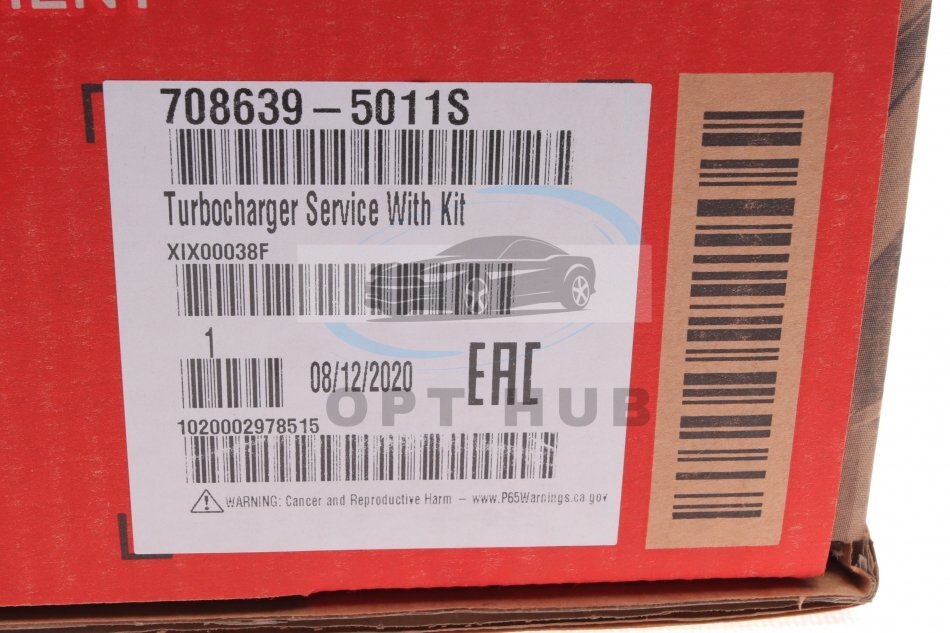 708639-5011S
Turbocharger Service With Kit
XIX00038F
1
08/12/2020
EAC
OPT HUB
1020002978515
WARNING: Cancer and Reproductive Harm - www.P65Warnings.ca.gov